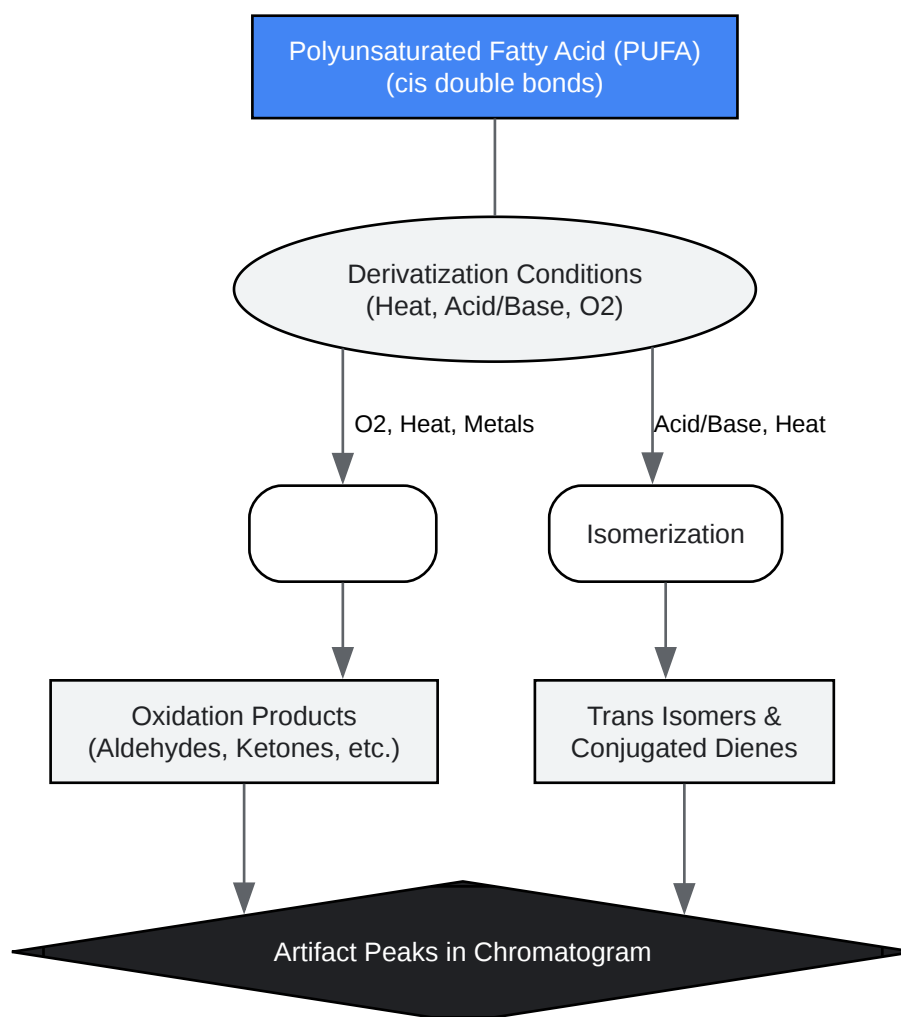 Polyunsaturated Fatty Acid (PUFA)
(cis double bonds)
Derivatization Conditions
(Heat, Acid/Base, O2)
O2, Heat, Metals
Acid/Base, Heat
Isomerization
Oxidation Products
(Aldehydes, Ketones, etc.)
Trans Isomers &
Conjugated Dienes
Artifact Peaks in Chromatogram